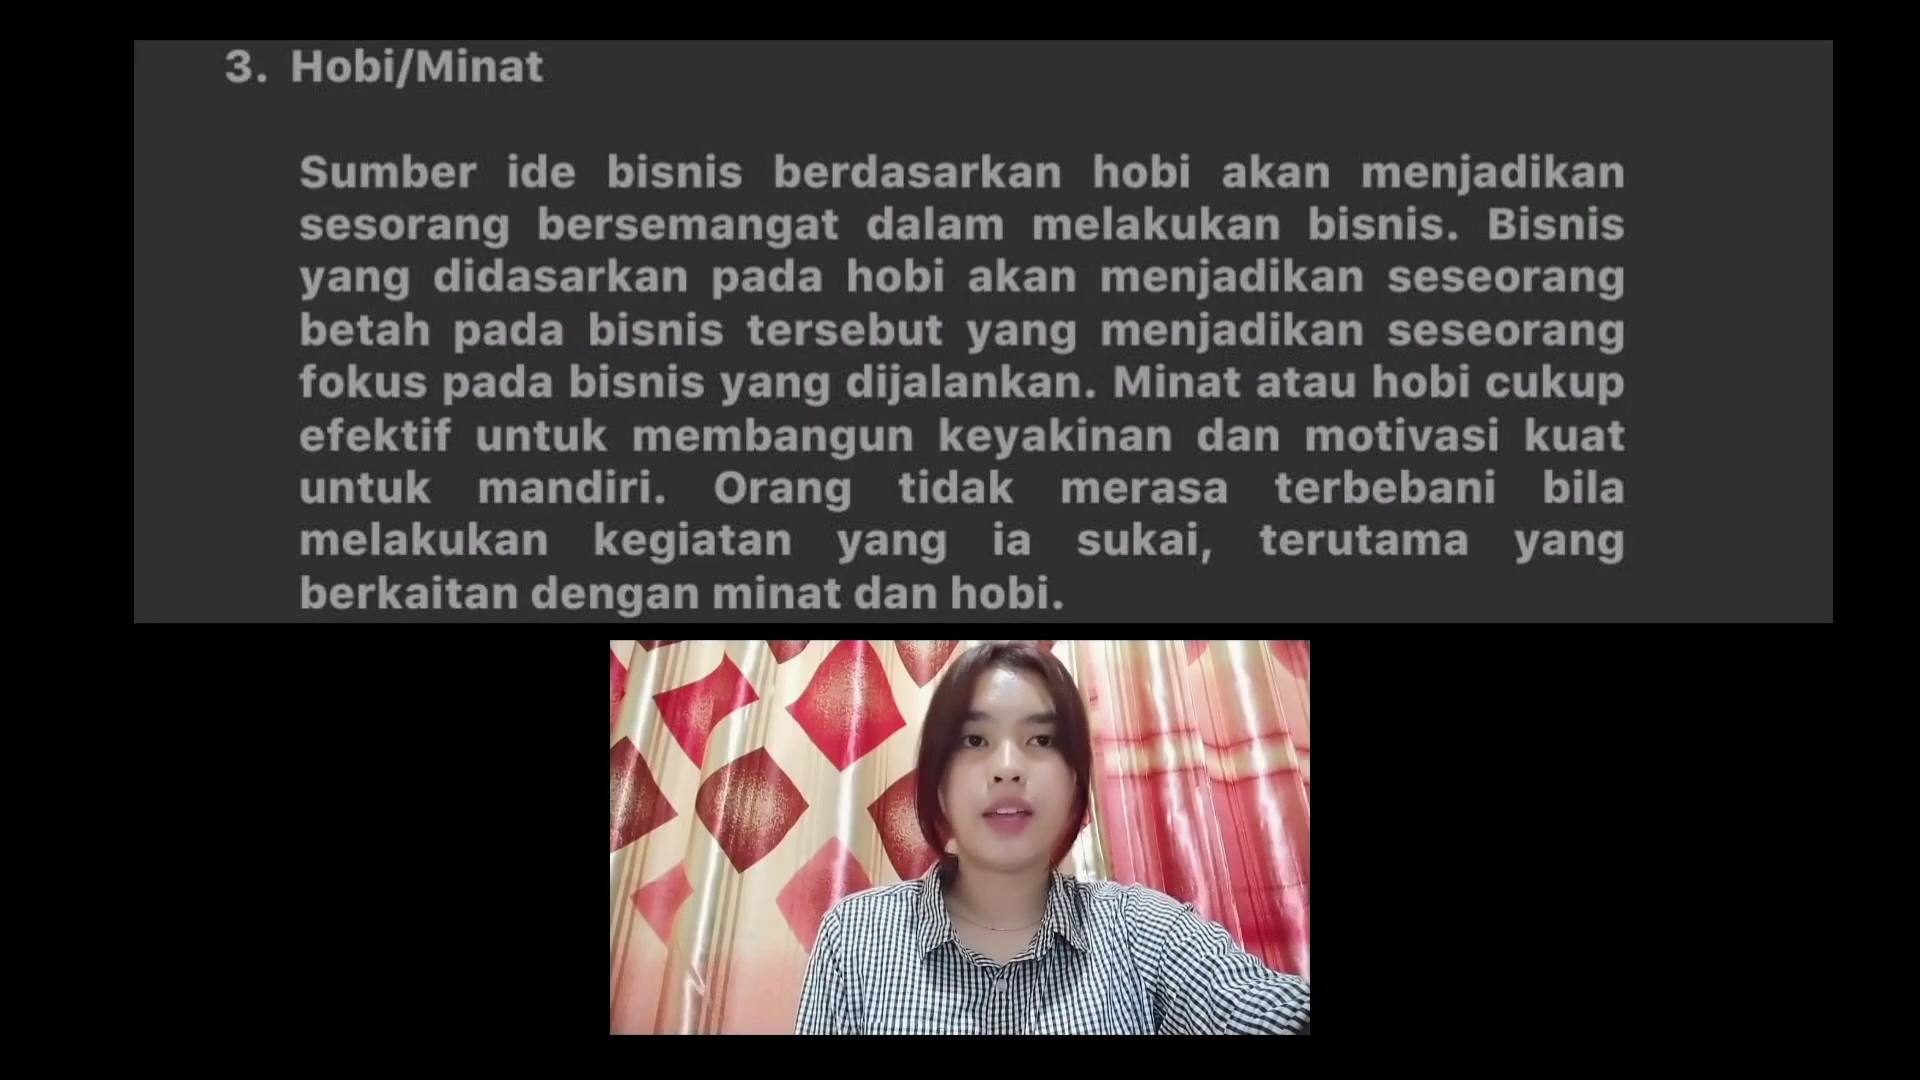 3. Hobi/Minat
Sumber ide bisnis berdasarkan hobi akan menjadikan
sesorang bersemangat dalam melakukan bisnis. Bisnis
yang didasarkan pada hobi akan menjadikan seseorang
betah pada bisnis tersebut yang menjadikan seseorang
fokus pada bisnis yang dijalankan. Minat atau hobi cukup
efektif untuk membangun keyakinan dan motivasi kuat
untuk mandiri. Orang tidak merasa terbebani bila
melakukan kegiatan yang ia sukai, terutama yang
berkaitan dengan minat dan hobi.